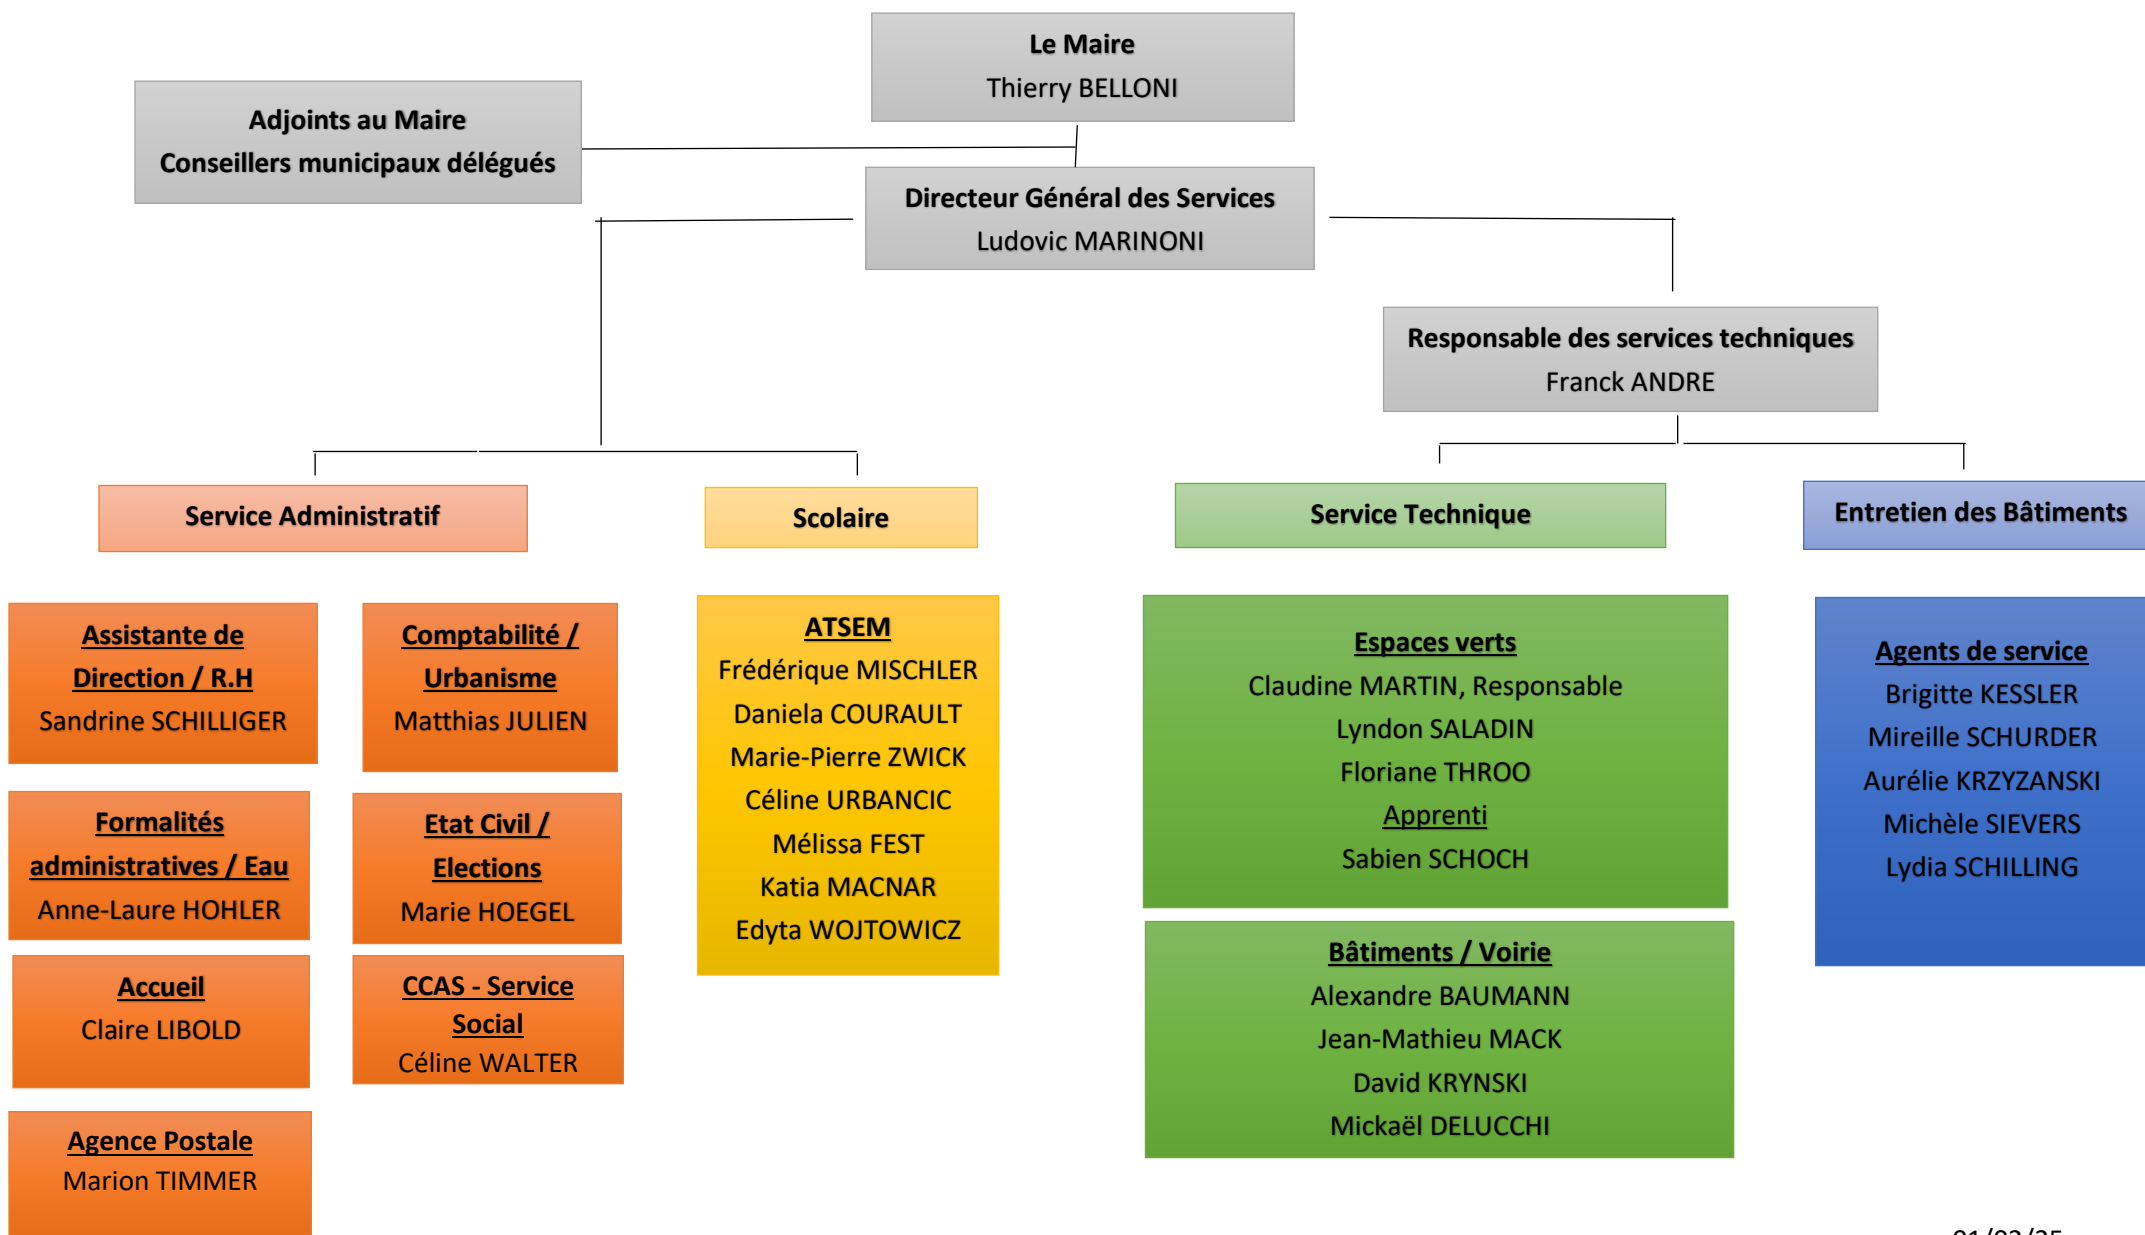 Le Maire
Thierry BELLONI
Adjoints au Maire
Conseillers municipaux délégués
Directeur Général des Services
Ludovic MARINONI
Responsable des services techniques
Franck ANDRE
Service Administratif
Scolaire
Service Technique
Entretien des Bâtiments
Assistante de
Direction / R.H
Sandrine SCHILLIGER
Comptabilité /
Urbanisme
Matthias JULIEN
Formalités
administratives / Eau
Anne-Laure HOHLER
Etat Civil /
Elections
Marie HOEGEL
Accueil
Claire LIBOLD
CCAS - Service
Social
Céline WALTER
Agence Postale
Marion TIMMER
ATSEM
Frédérique MISCHLER
Daniela COURAULT
Marie-Pierre ZWICK
Céline URBANCIC
Mélissa FEST
Katia MACNAR
Edyta WOJTOWICZ
Espaces verts
Claudine MARTIN, Responsable
Lyndon SALADIN
Floriane THROO
Apprenti
Sabien SCHOCH
Bâtiments / Voirie
Alexandre BAUMANN
Jean-Mathieu MACK
David KRYNSKI
Mickaël DELUCCHI
Agents de service
Brigitte KESSLER
Mireille SCHURDER
Aurélie KRZYZANSKI
Michèle SIEVERS
Lydia SCHILLING